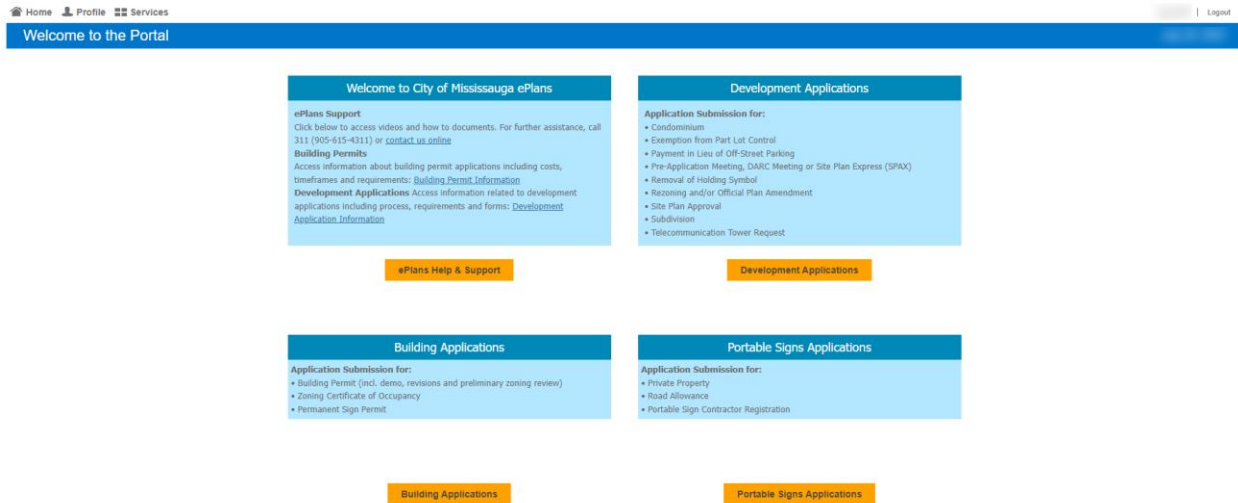 Home Profile Services
Logout
Welcome to the Portal
Welcome to City of Mississauga ePlans
ePlans Support
Click below to access videos and how to documents. For further assistance, call
311 (905-615-4311) or contact us online
Building Permits
Access information about building permit applications including costs,
timeframes and requirements: Building Permit Information
Development Applications Access information related to development
applications including process, requirements and forms: Development
Application Information
ePlans Help & Support
Development Applications
Application Submission for:
• Condominium
• Exemption from Part Lot Control
• Payment in Lieu of Off-Street Parking
• Pre-Application Meeting, DARC Meeting or Site Plan Express (SPAX)
• Removal of Holding Symbol
• Rezoning and/or Official Plan Amendment
• Site Plan Approval
• Subdivision
• Telecommunication Tower Request
Development Applications
Building Applications
Application Submission for:
• Building Permit (incl. demo, revisions and preliminary zoning review)
• Zoning Certificate of Occupancy
• Permanent Sign Permit
Building Applications
Portable Signs Applications
Application Submission for:
• Private Property
• Road Allowance
• Portable Sign Contractor Registration
Portable Signs Applications